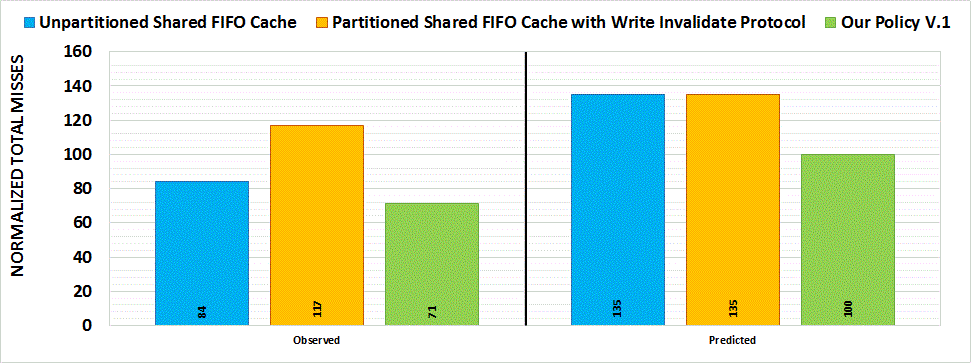 Unpartitioned Shared FIFO Cache Partitioned Shared FIFO Cache with Write Invalidate Protocol Our Policy V.1
NORMALIZED TOTAL MISSES
160
140
120
100
80
60
40
20
0
84 117 71 135 135 100
Observed Predicted